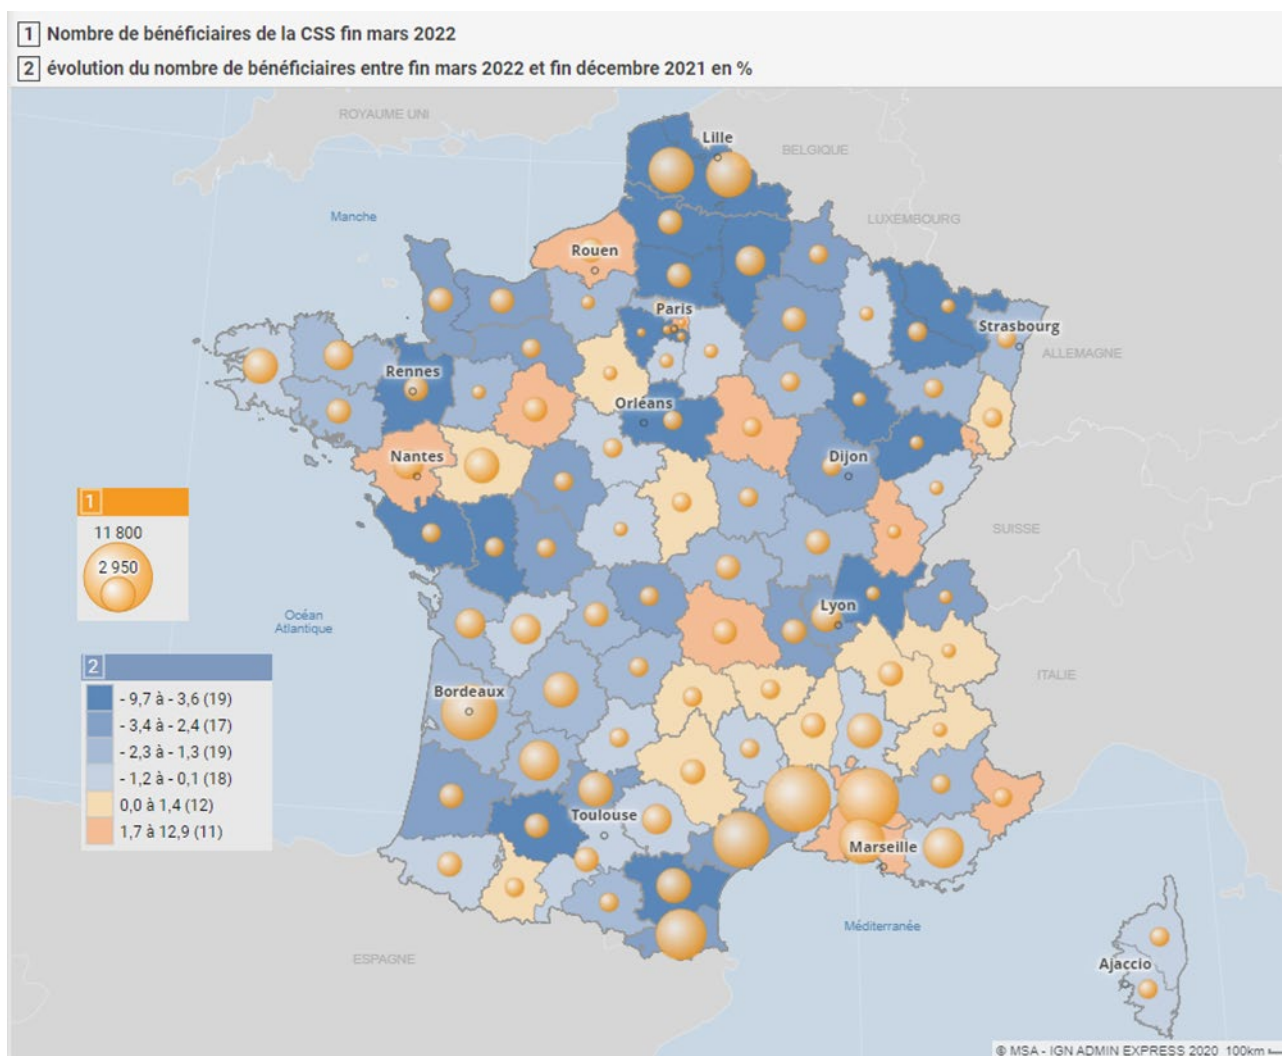 1 Nombre de bénéficiaires de la CSS fin mars 2022
2 évolution du nombre de bénéficiaires entre fin mars 2022 et fin décembre 2021 en %
ROYAUME UNI
Lille
BELGIQUE
Manche
LUXEMBOURG
Rouen
Paris
Strasbourg
ALLEMAGNE
Rennes
Orléans
Nantes
Dijon
1
11 800
2 950
SUISSE
Océan
Atlantique
Lyon
2
- 9,7 à - 3,6 (19)
- 3,4 à - 2,4 (17)
- 2,3 à - 1,3 (19)
- 1,2 à - 0,1 (18)
0,0 à 1,4 (12)
1,7 à 12,9 (11)
ITALIE
Bordeaux
Toulouse
Marseille
Méditerranée
ESPAGNE
Ajaccio
© MSA - IGN ADMIN EXPRESS 2020 100km